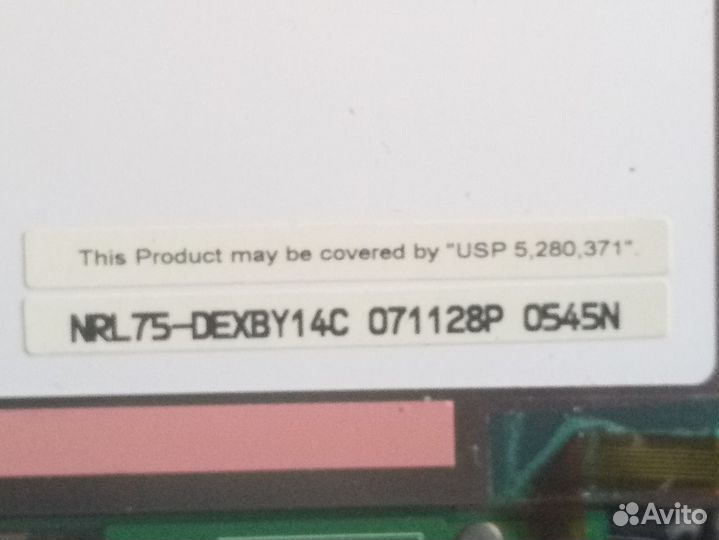 This Product may be covered by "USP 5,280,371".
NRL75-DEXBY14C 071128P 0545N
Avito